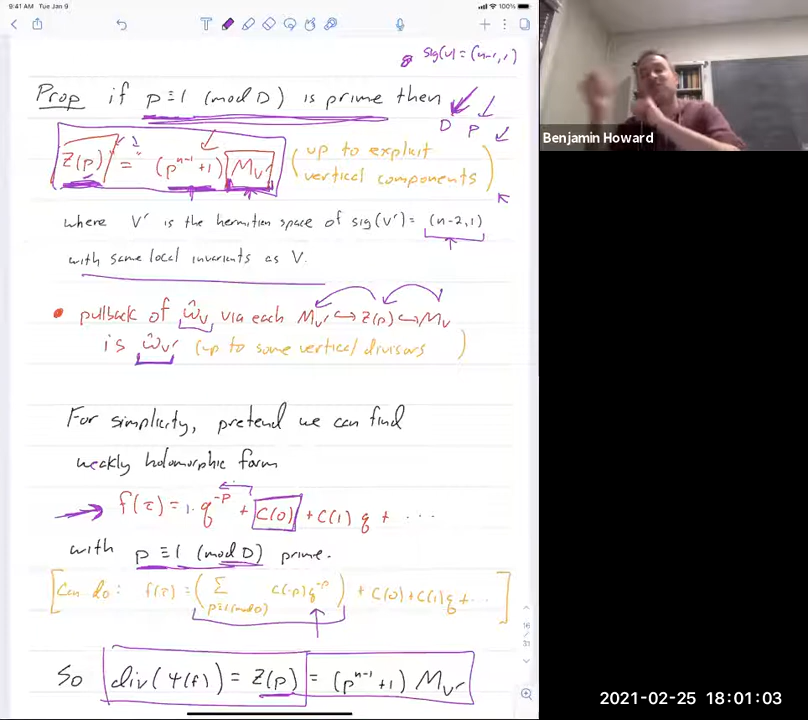 9:41 AM Tue Jan 9
100%
sig(V) = (n-1,1)
Prop if p≡1 (mod D) is prime then
D p
Z(p) "=" (p^{n-1}+1) M_{V'} (up to explicit vertical components)
where V' is the hermitian space of sig(V') = (n-2,1)
with same local invariants as V.
• pullback of ω̂_V via each M_{V'} ↪ Z(p) ↪ M_V
is ω̂_{V'} (up to some vertical divisors)
For simplicity, pretend we can find
weakly holomorphic form
f(τ) = 1·q^{-p} + C(0) + C(1) q + ···
with p≡1 (mod D) prime.
[Can do: f(τ) = (∑_{p≡1(mod D)} C(-p) q^{-p}) + C(0) + C(1) q + ···]
So div(Ψ(f)) = Z(p) = (p^{n-1}+1) M_{V'}
16
31
Benjamin Howard
2021-02-25 18:01:03